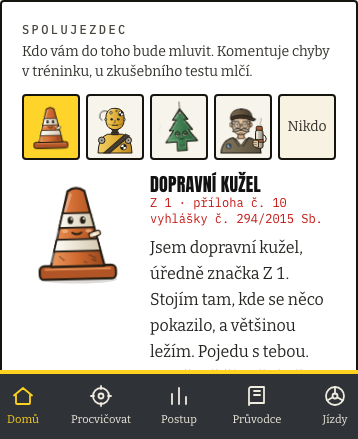 SPOLUJEZDEC
Kdo vám do toho bude mluvit. Komentuje chyby
v tréninku, u zkušebního testu mlčí.
Nikdo
DOPRAVNÍ KUŽEL
Z 1 · příloha č. 10
vyhlášky č. 294/2015 Sb.
Jsem dopravní kužel,
úředně značka Z 1.
Stojím tam, kde se něco
pokazilo, a většinou
ležím. Pojedu s tebou.
Domů
Procvičovat
Postup
Průvodce
Jízdy